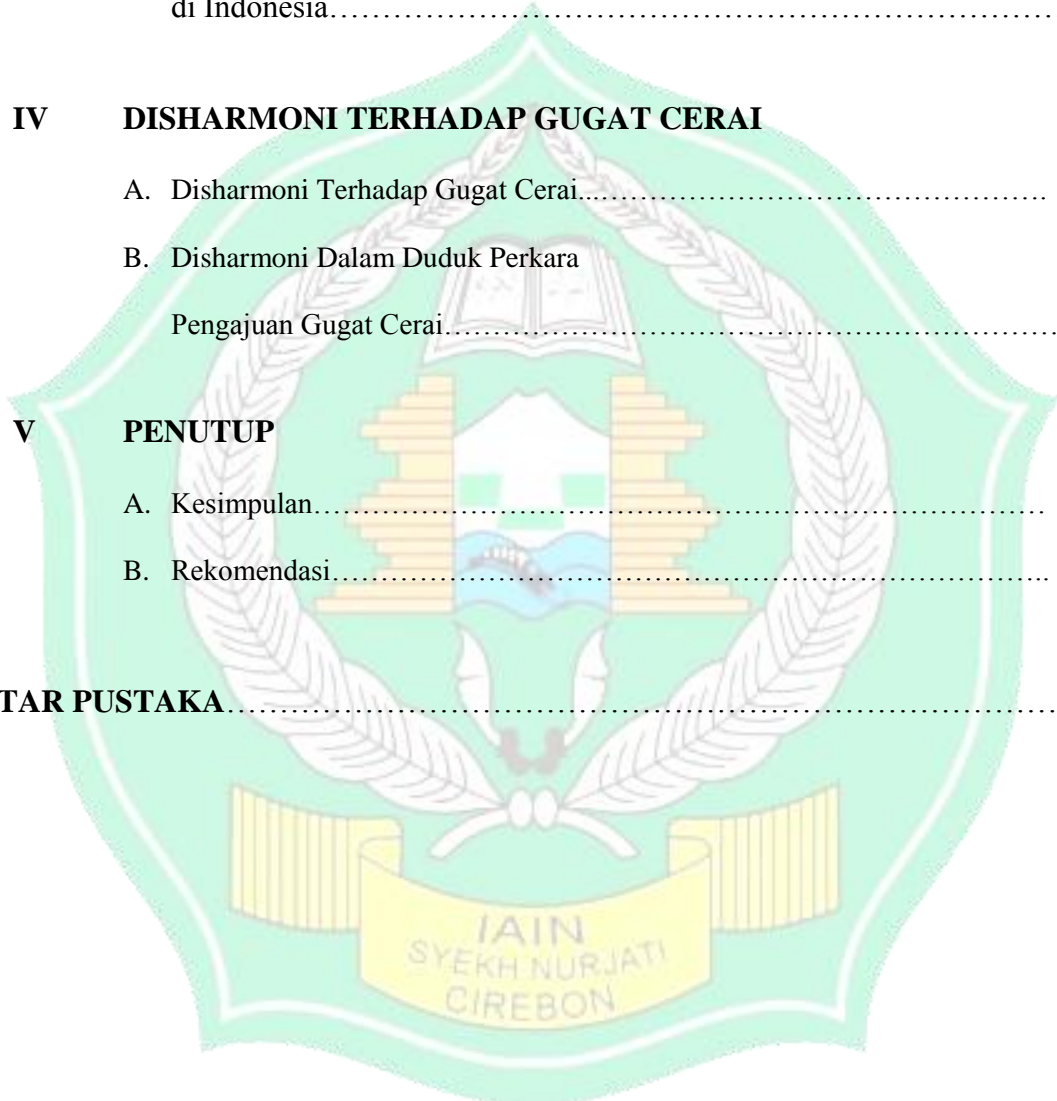 di Indonesia……………………………………………………………
IV DISHARMONI TERHADAP GUGAT CERAI
A. Disharmoni Terhadap Gugat Cerai...……………………………………….
B. Disharmoni Dalam Duduk Perkara
Pengajuan Gugat Cerai……………………………………………………
V PENUTUP
A. Kesimpulan………………………………………………………………
B. Rekomendasi……………………………………………………………..
TAR PUSTAKA………………………………………………………………………
IAIN
SYEKH NURJATI
CIREBON